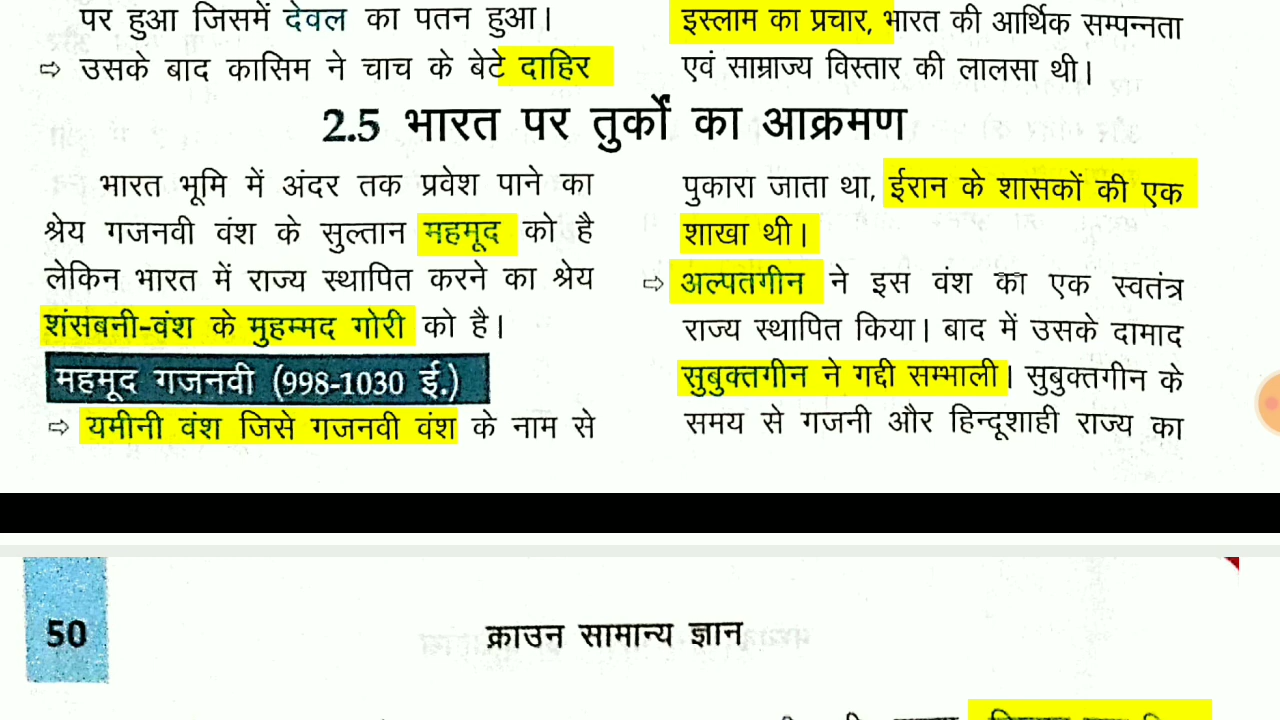 पर हुआ जिसमें देवल का पतन हुआ।
⇨ उसके बाद कासिम ने चाच के बेटे दाहिर
इस्लाम का प्रचार, भारत की आर्थिक सम्पन्नता
एवं साम्राज्य विस्तार की लालसा थी।
2.5 भारत पर तुर्कों का आक्रमण
भारत भूमि में अंदर तक प्रवेश पाने का
श्रेय गजनवी वंश के सुल्तान महमूद को है
लेकिन भारत में राज्य स्थापित करने का श्रेय
शंसबनी-वंश के मुहम्मद गोरी को है।
महमूद गजनवी (998-1030 ई.)
⇨ यमीनी वंश जिसे गजनवी वंश के नाम से
पुकारा जाता था, ईरान के शासकों की एक
शाखा थी।
⇨ अल्पतगीन ने इस वंश का एक स्वतंत्र
राज्य स्थापित किया। बाद में उसके दामाद
सुबुक्तगीन ने गद्दी सम्भाली। सुबुक्तगीन के
समय से गजनी और हिन्दूशाही राज्य का
50
क्राउन सामान्य ज्ञान